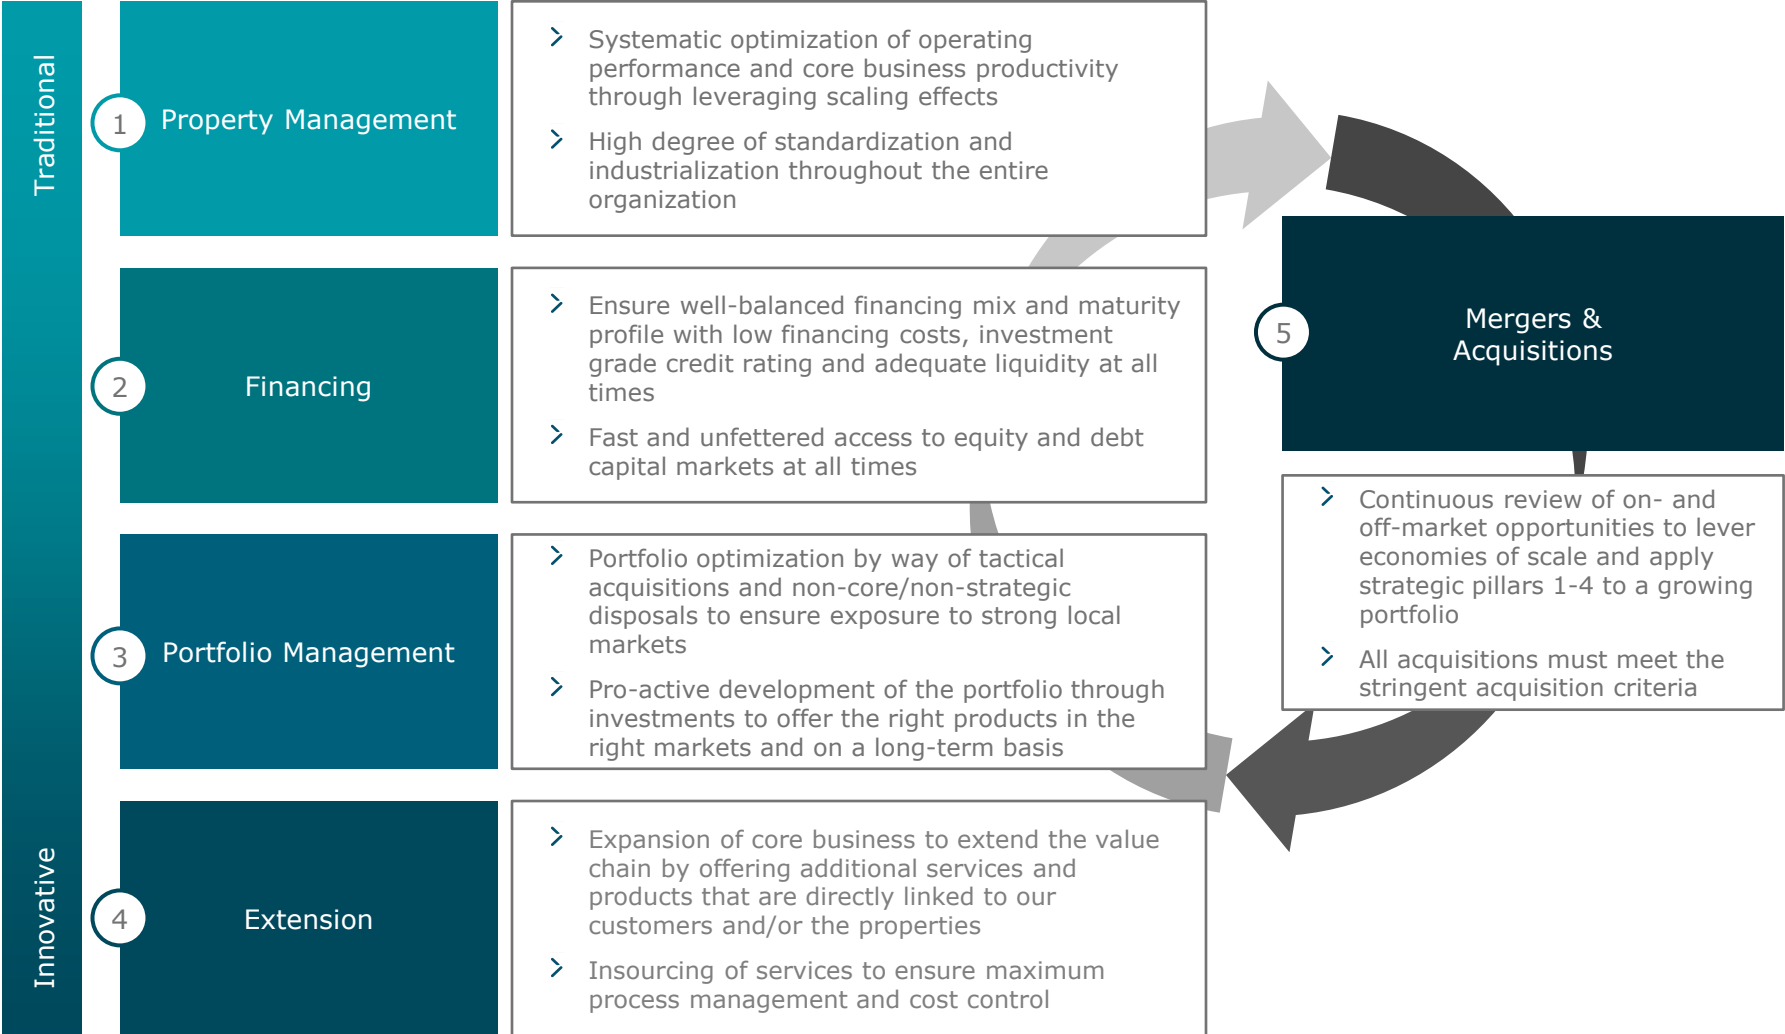 Traditional
1
Property Management
Systematic optimization of operating
performance and core business productivity
through leveraging scaling effects
High degree of standardization and
industrialization throughout the entire
organization
2
Financing
Ensure well-balanced financing mix and maturity
profile with low financing costs, investment
grade credit rating and adequate liquidity at all
times
Fast and unfettered access to equity and debt
capital markets at all times
3
Portfolio Management
Portfolio optimization by way of tactical
acquisitions and non-core/non-strategic
disposals to ensure exposure to strong local
markets
Pro-active development of the portfolio through
investments to offer the right products in the
right markets and on a long-term basis
Innovative
4
Extension
Expansion of core business to extend the value
chain by offering additional services and
products that are directly linked to our
customers and/or the properties
Insourcing of services to ensure maximum
process management and cost control
5
Mergers &
Acquisitions
Continuous review of on- and
off-market opportunities to lever
economies of scale and apply
strategic pillars 1-4 to a growing
portfolio
All acquisitions must meet the
stringent acquisition criteria